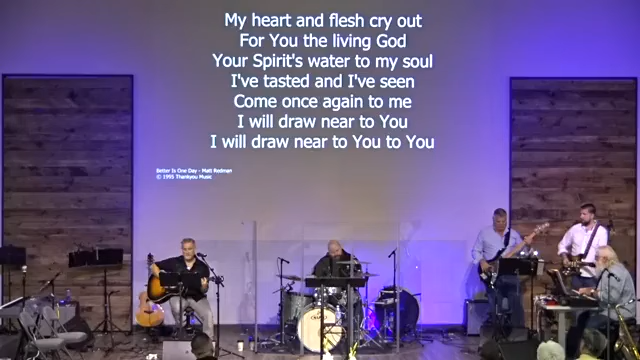 My heart and flesh cry out
For You the living God
Your Spirit's water to my soul
I've tasted and I've seen
Come once again to me
I will draw near to You
I will draw near to You to You
Better Is One Day - Matt Redman
© 1995 Thankyou Music